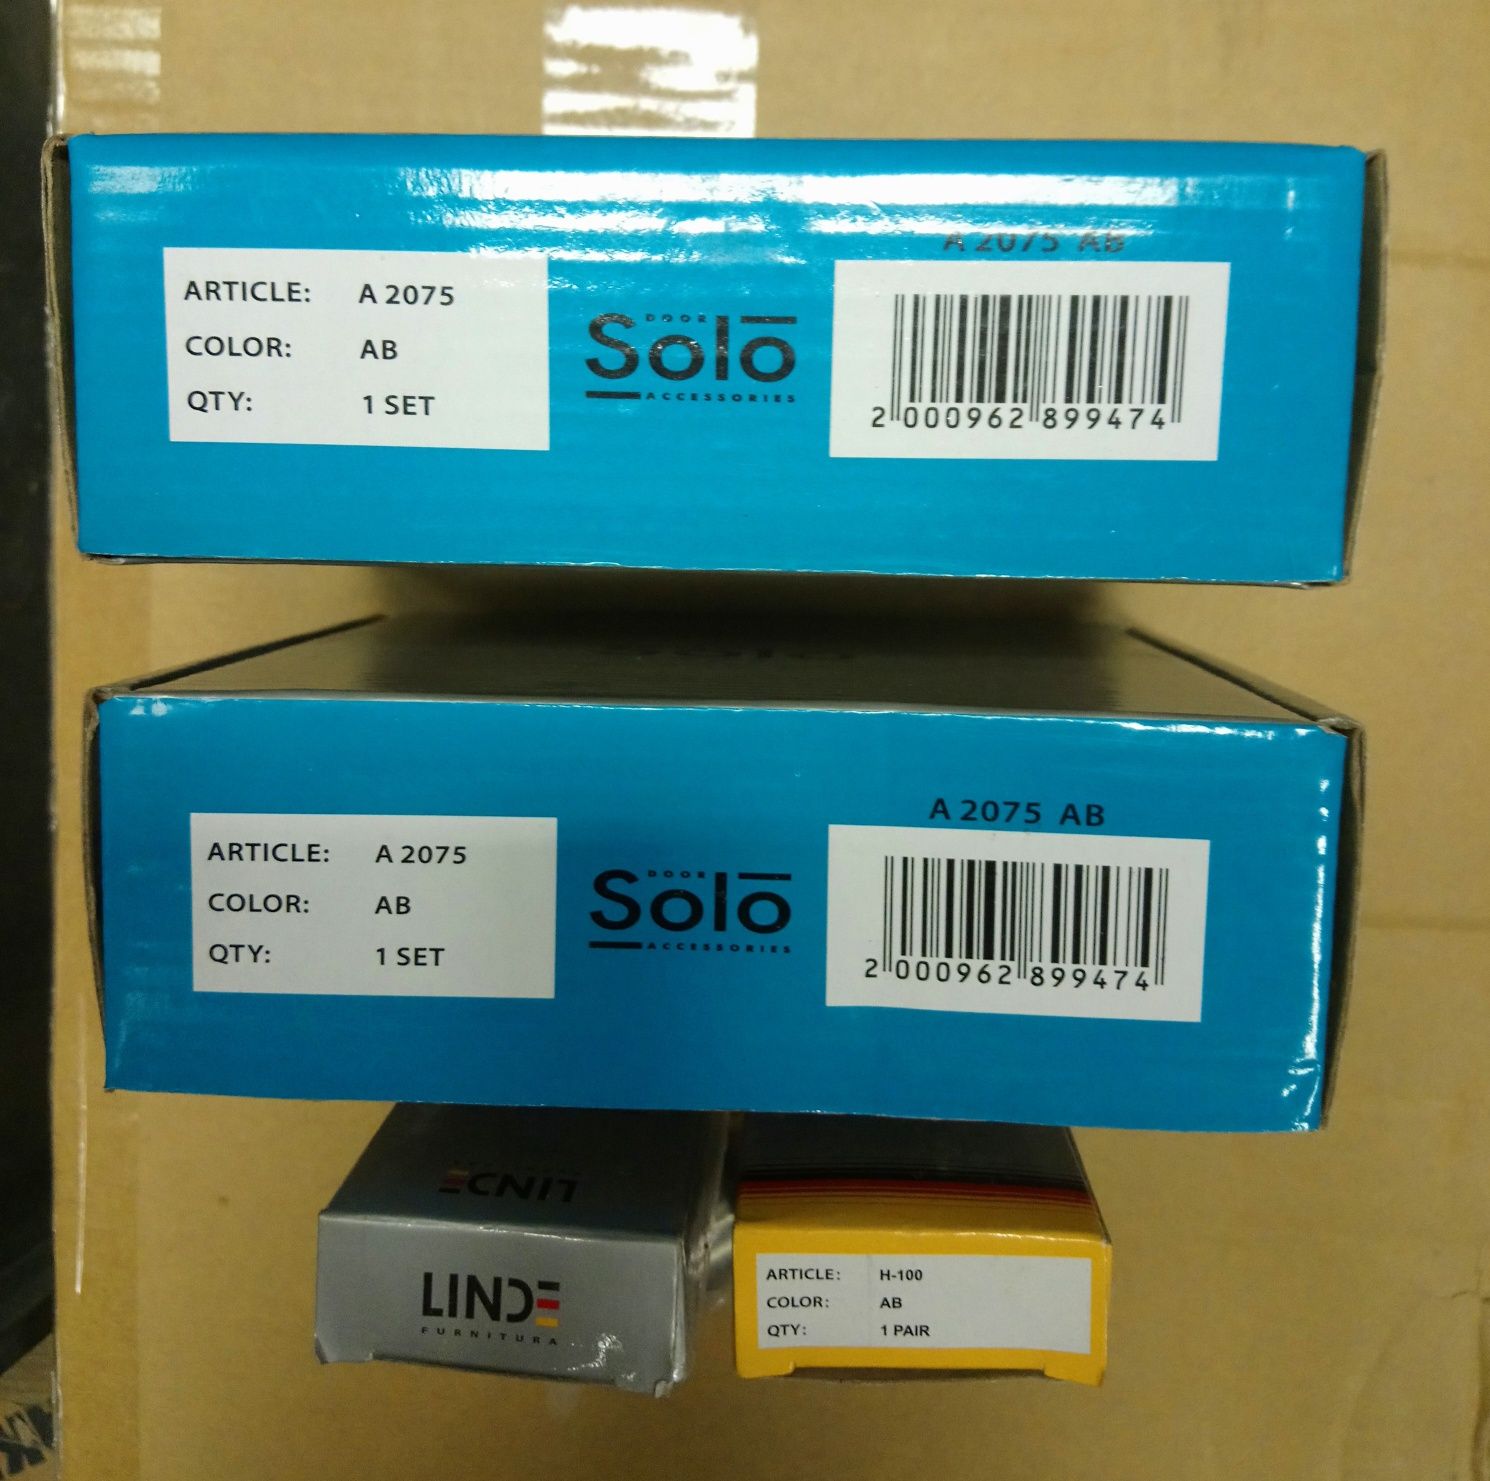 A 2075 AB
ARTICLE: A 2075
COLOR: AB
QTY: 1 SET
DOOR
Solo
ACCESSORIES
2 000962 899474
A 2075 AB
ARTICLE: A 2075
COLOR: AB
QTY: 1 SET
DOOR
Solo
ACCESSORIES
2 000962 899474
LINDE
LINDE
FURNITURA
ARTICLE: H-100
COLOR: AB
QTY: 1 PAIR